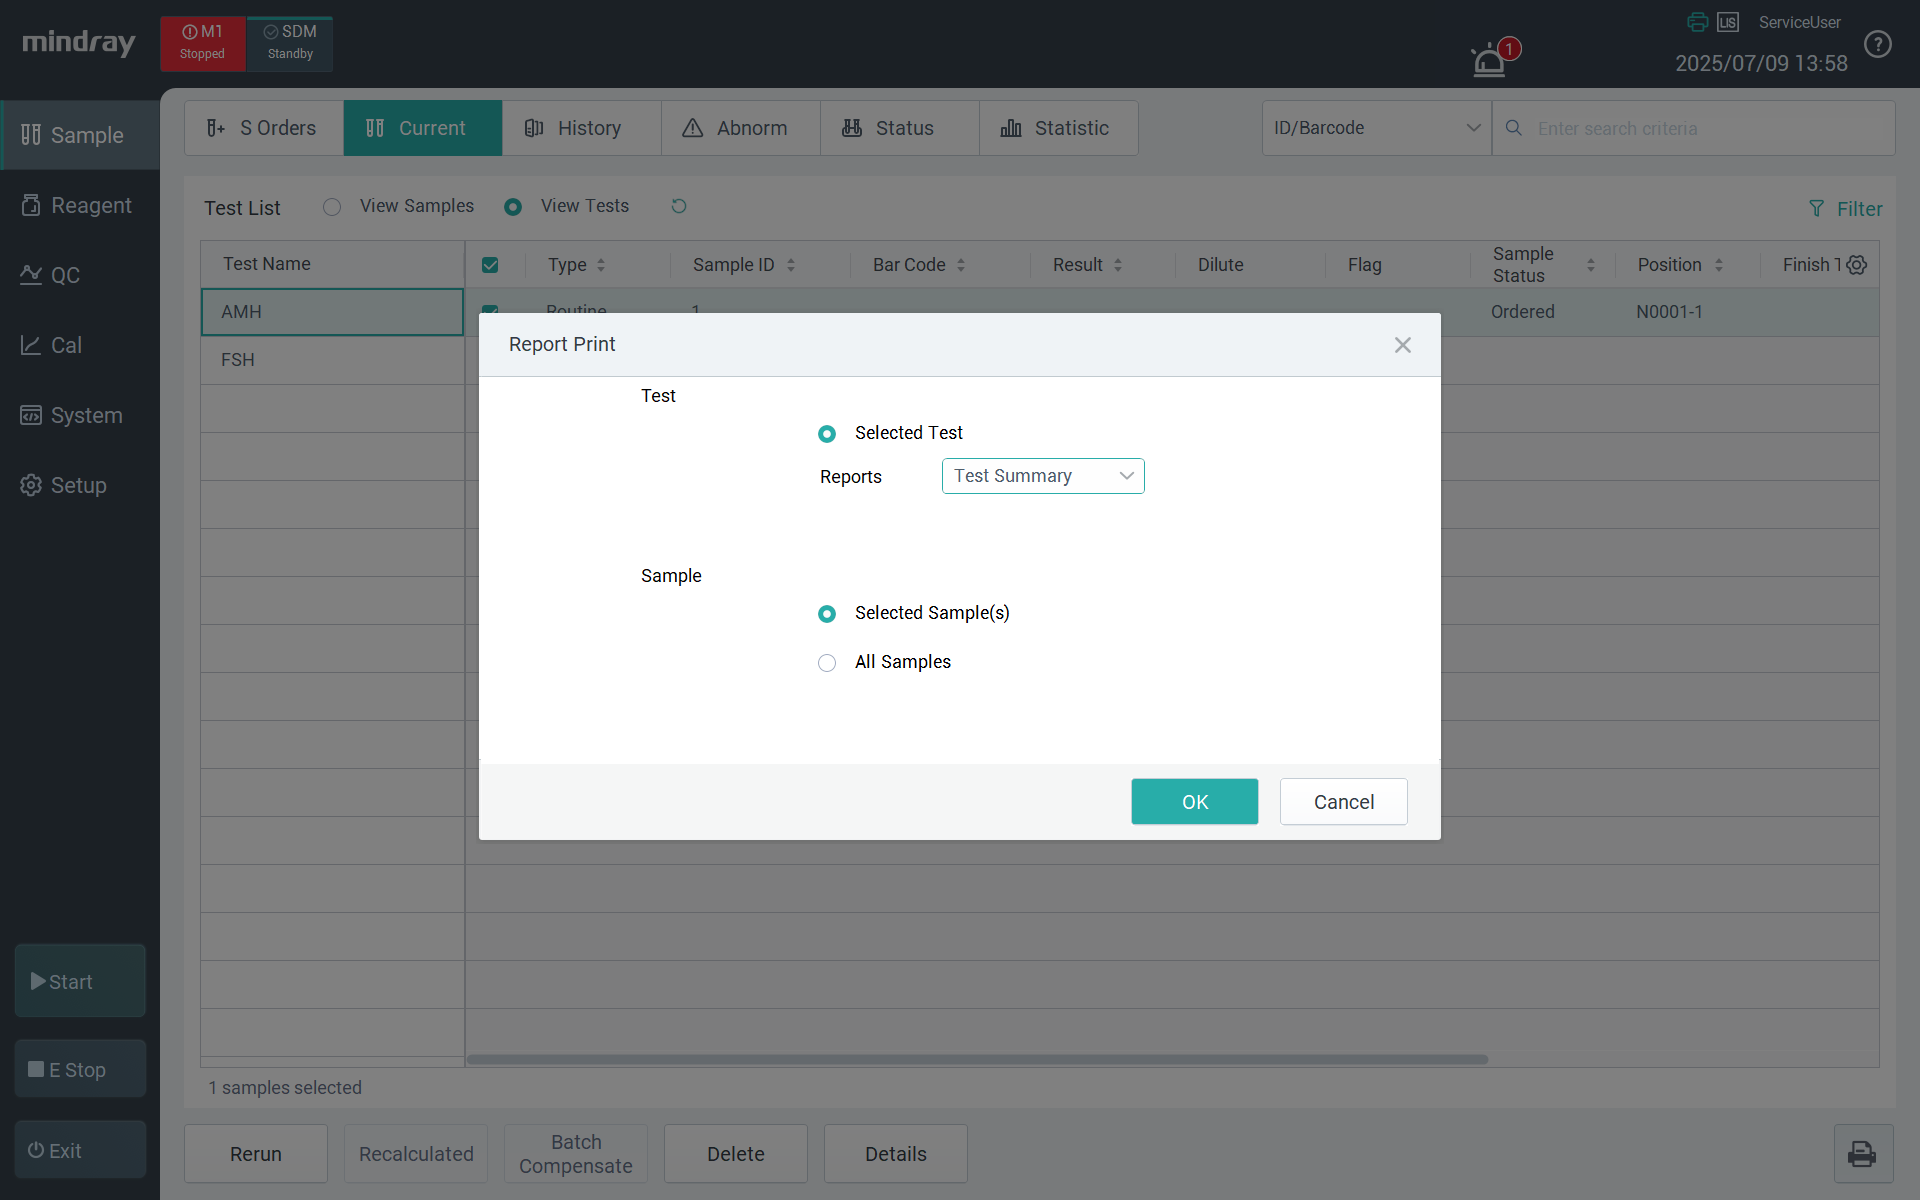 mindray
M1
Stopped
SDM
Standby
1
LIS
ServiceUser
2025/07/09 13:58
?
Sample
Reagent
QC
Cal
System
Setup
Start
E Stop
Exit
S Orders
Current
History
Abnorm
Status
Statistic
ID/Barcode
Enter search criteria
Test List
View Samples
View Tests
Filter
Test Name
Type
Sample ID
Bar Code
Result
Dilute
Flag
Sample
Status
Position
Finish T
AMH
Routine
1
Ordered
N0001-1
FSH
Report Print
Test
Selected Test
Reports
Test Summary
Sample
Selected Sample(s)
All Samples
OK
Cancel
1 samples selected
Rerun
Recalculated
Batch
Compensate
Delete
Details